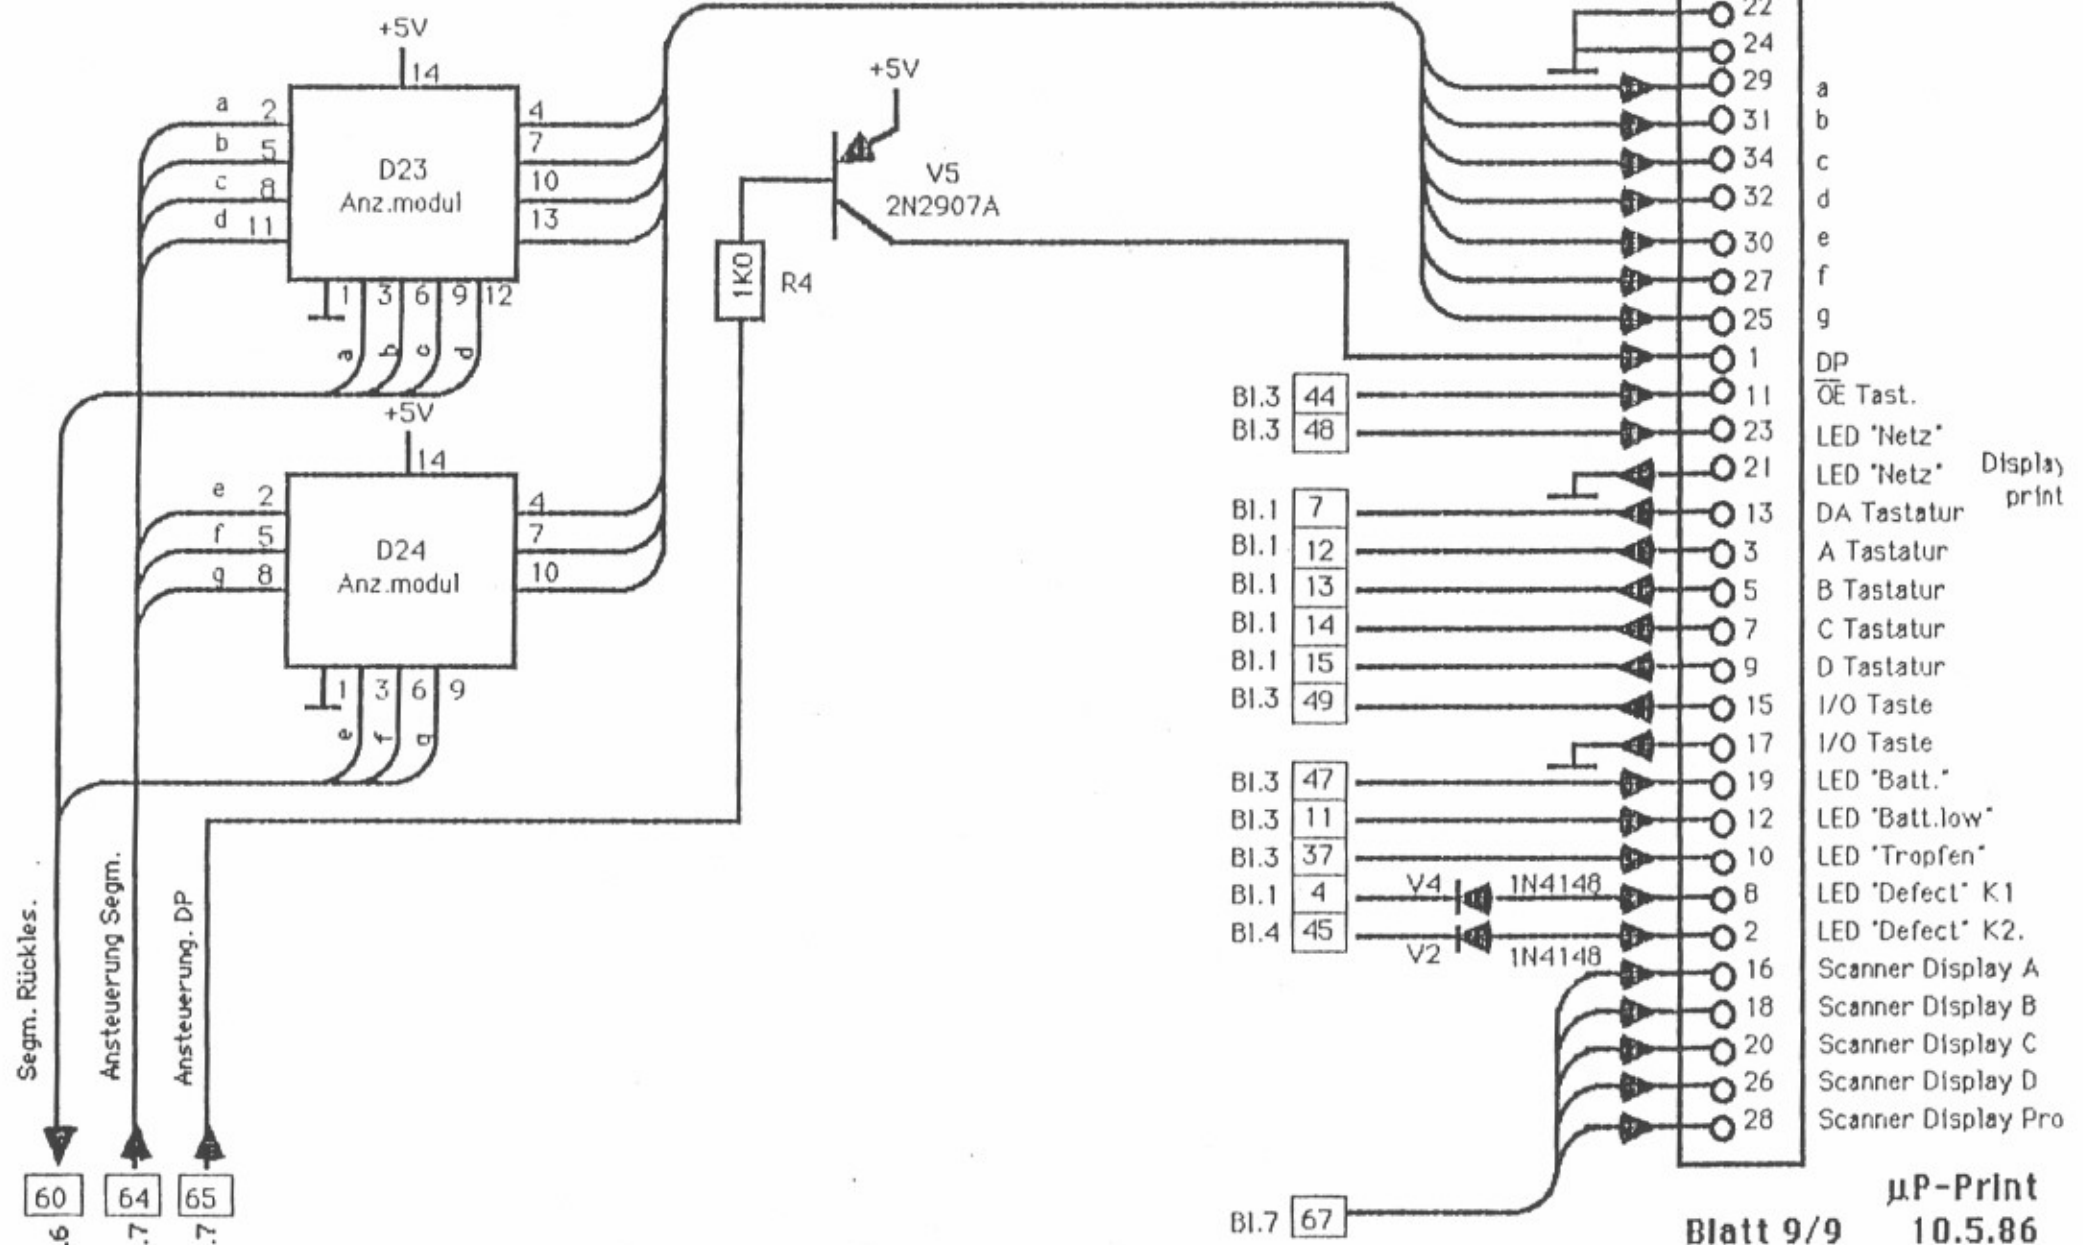 +5V
14
a 2
b 5
c 8
d 11
D23
Anz.modul
4
7
10
13
1 3 6 9 12
a b c d
+5V
14
e 2
f 5
g 8
D24
Anz.modul
4
7
10
1 3 6 9
e f g
+5V
V5
2N2907A
1K0
R4
Segm. Rückles.
Ansteuerung Segm.
Ansteuerung. DP
60
64
65
.6
.7
.7
22
24
29 a
31 b
34 c
32 d
30 e
27 f
25 g
1 DP
Bl.3 44 11 OE Tast.
Bl.3 48 23 LED "Netz"
21 LED "Netz"
Display
print
Bl.1 7 13 DA Tastatur
Bl.1 12 3 A Tastatur
Bl.1 13 5 B Tastatur
Bl.1 14 7 C Tastatur
Bl.1 15 9 D Tastatur
Bl.3 49 15 I/O Taste
17 I/O Taste
Bl.3 47 19 LED "Batt."
Bl.3 11 12 LED "Batt.low"
Bl.3 37 10 LED "Tropfen"
Bl.1 4 V4 1N4148 8 LED "Defect" K1
Bl.4 45 V2 1N4148 2 LED "Defect" K2.
16 Scanner Display A
18 Scanner Display B
20 Scanner Display C
26 Scanner Display D
28 Scanner Display Pro
Bl.7 67
µP-Print
Blatt 9/9 10.5.86